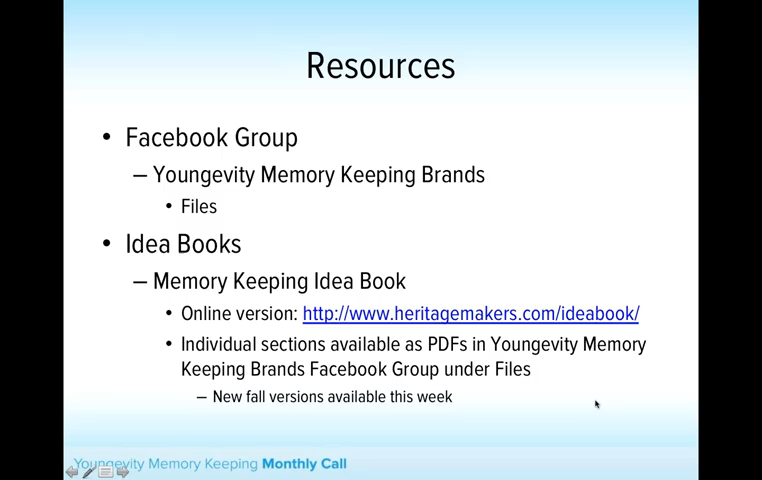 Resources
• Facebook Group
– Youngevity Memory Keeping Brands
• Files
• Idea Books
– Memory Keeping Idea Book
• Online version: http://www.heritagemakers.com/ideabook/
• Individual sections available as PDFs in Youngevity Memory
Keeping Brands Facebook Group under Files
– New fall versions available this week
Youngevity Memory Keeping Monthly Call